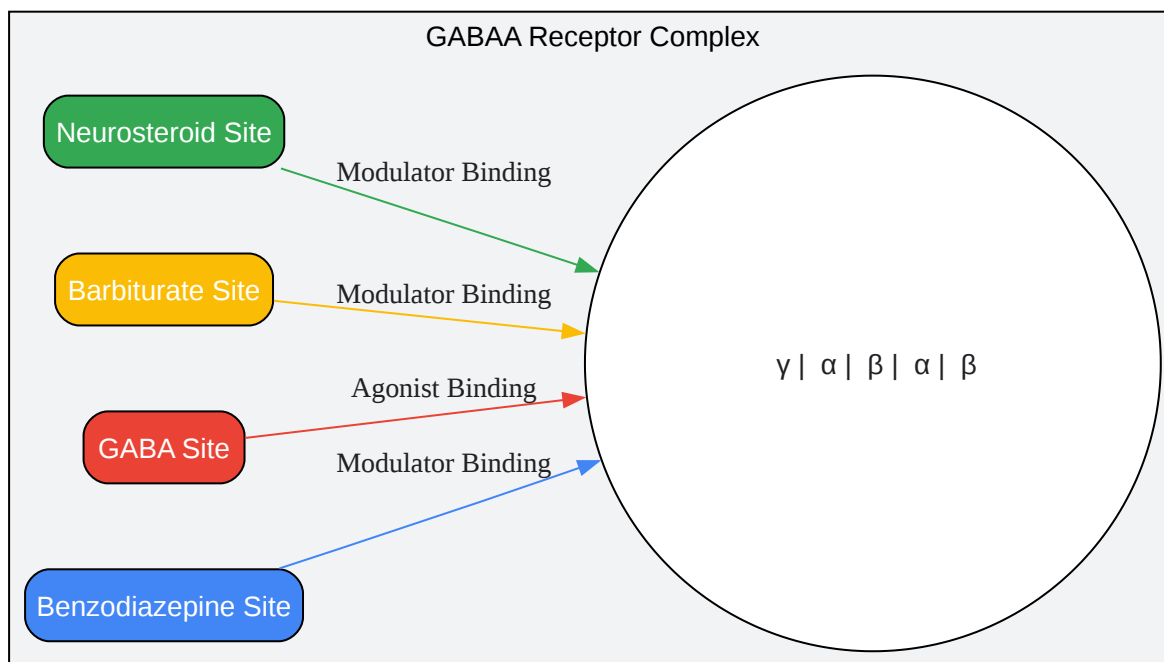 GABAA Receptor Complex
Neurosteroid Site
Modulator Binding
Barbiturate Site
Modulator Binding
γ | α | β | α | β
Agonist Binding
GABA Site
Modulator Binding
Benzodiazepine Site